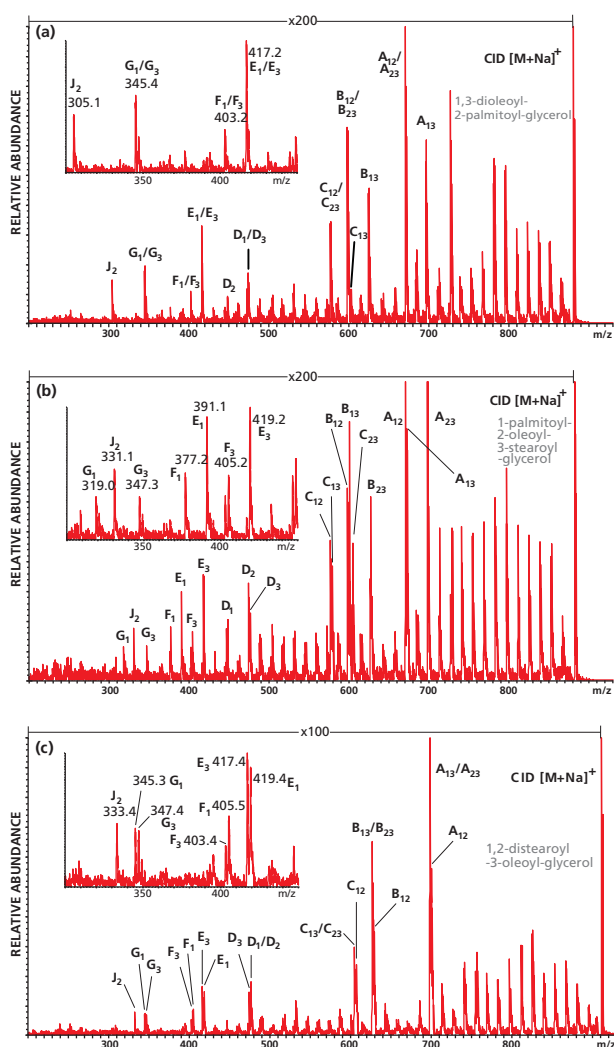 x200
(a)
CID [M+Na]+
1,3-dioleoyl-
2-palmitoyl-glycerol
RELATIVE ABUNDANCE
J2
305.1
G1/G3
345.4
F1/F3
403.2
417.2
E1/E3
350
400
m/z
J2
G1/G3
F1/F3
E1/E3
D2
D1/D3
C12/
C23
B12/
B23
C13
B13
A12/
A23
A13
300
400
500
600
700
800
m/z
x200
(b)
CID [M+Na]+
1-palmitoyl-
2-oleoyl-
3-stearoyl
-glycerol
RELATIVE ABUNDANCE
G1
319.0
J2
331.1
G3
347.3
377.2
F1
391.1
E1
F3
405.2
419.2
E3
350
400
m/z
G1
J2
G3
F1
E1
F3
E3
D1
D2
D3
C12
C13
B12
B13
C23
B23
A12
A13
A23
300
400
500
600
700
800
m/z
x100
(c)
CID [M+Na]+
1,2-distearoyl
-3-oleoyl-glycerol
RELATIVE ABUNDANCE
J2
333.4
345.3 G1
347.4
G3
F3 403.4
F1
405.5
E3 417.4
419.4 E1
350
400
m/z
J2
G1
G3
F3
F1
E3
E1
D3
D1/D2
C13/C23
C12
B13/B23
B12
A13/A23
A12
300
400
500
600
700
800
m/z